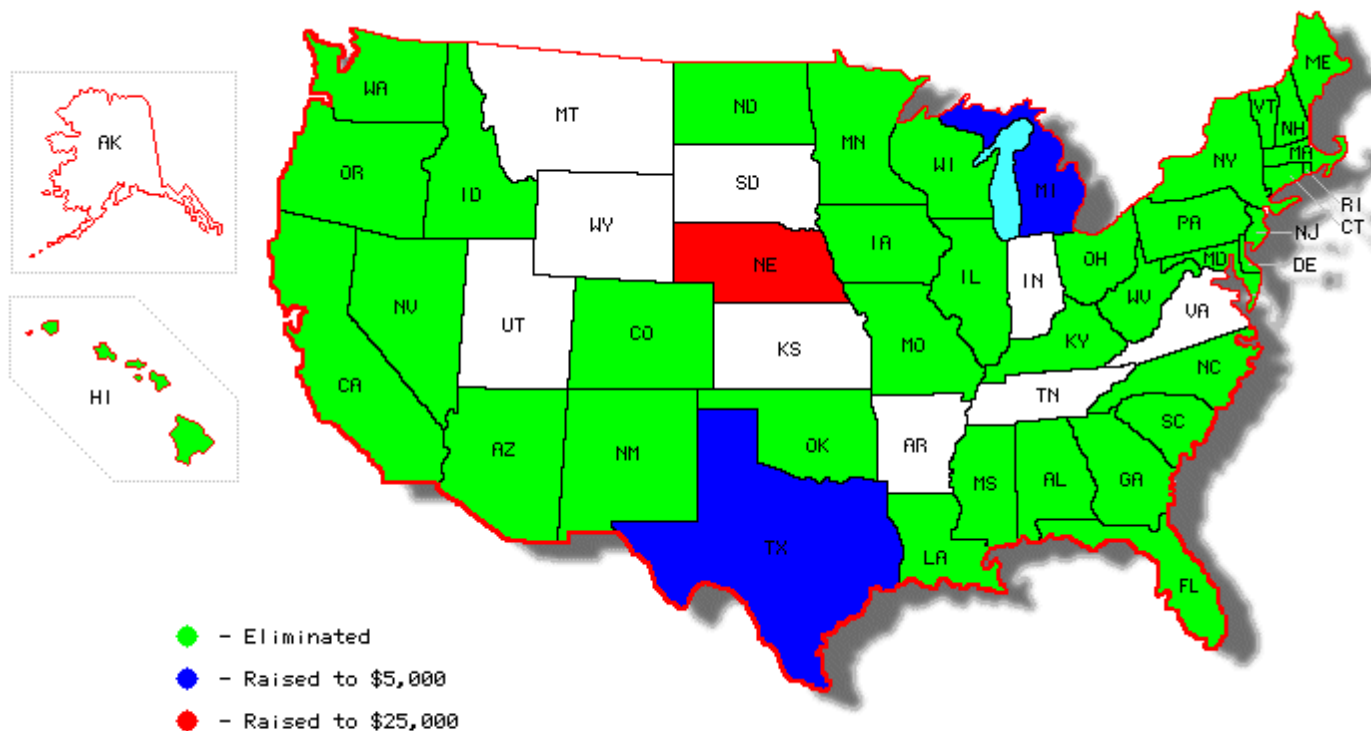 ME
WA
VT
MT
ND
NH
MN
MA
OR
WI
NY
AK
ID
SD
MI
RI
WY
PA
CT
NJ
IA
OH
MD
NE
DE
IL
IN
NV
WV
VA
UT
CO
KY
KS
MO
NC
CA
TN
HI
SC
AZ
NM
OK
AR
MS
AL
GA
TX
LA
FL
- Eliminated
- Raised to $5,000
- Raised to $25,000